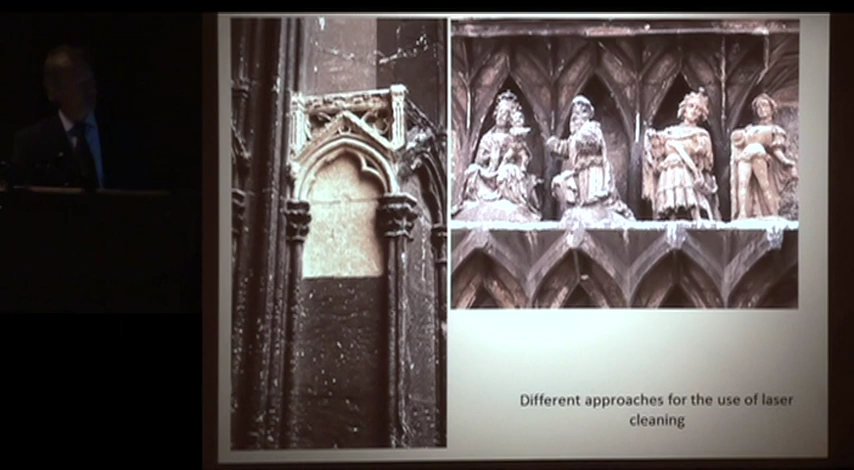 Different approaches for the use of laser
cleaning